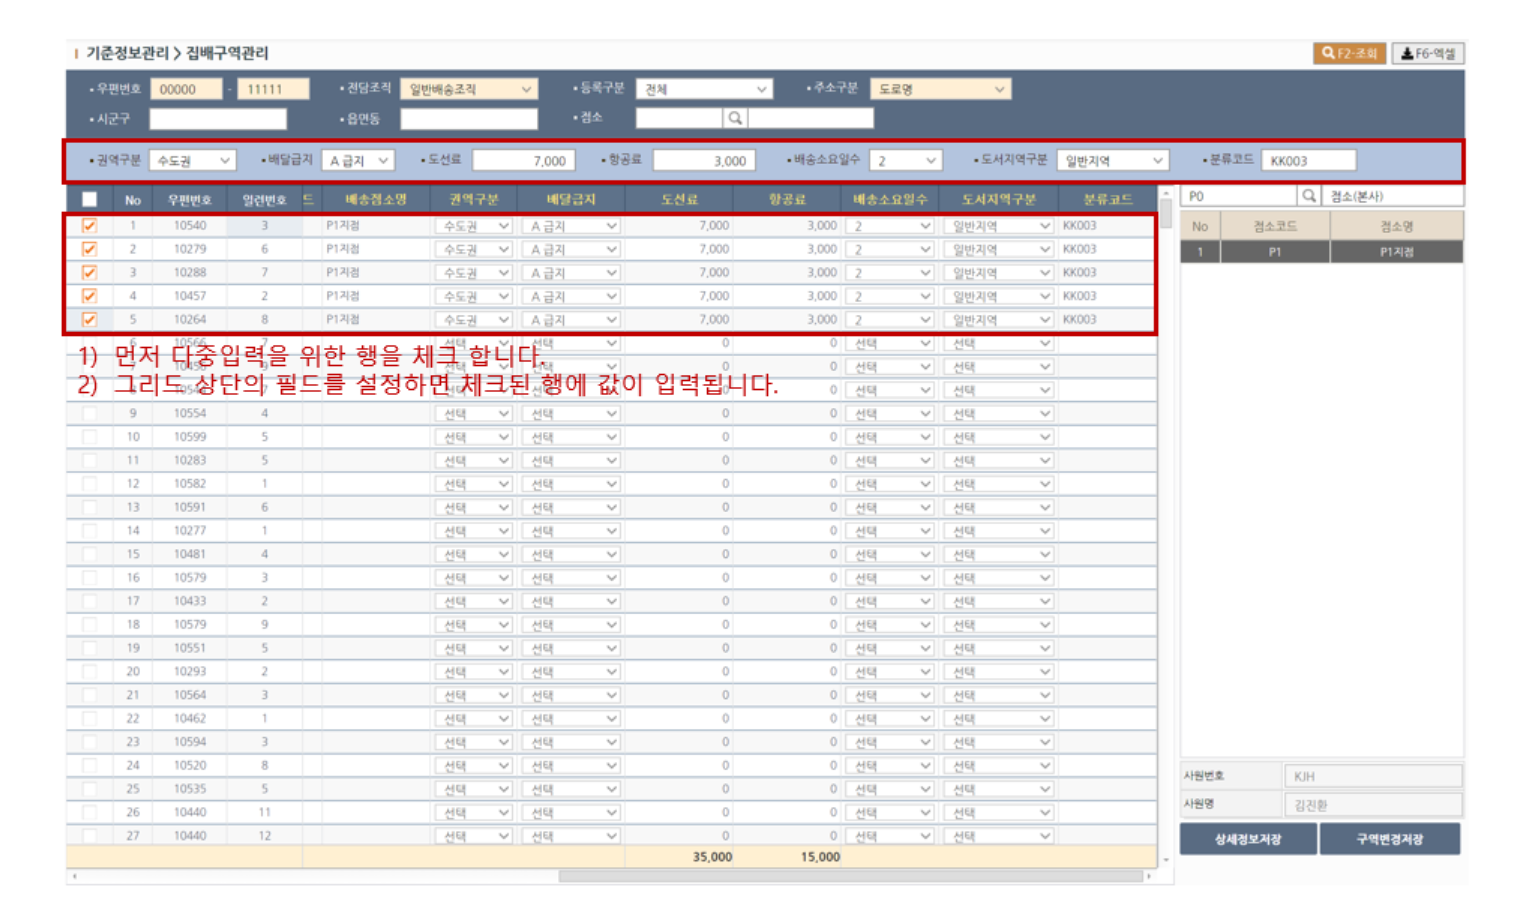 기준정보관리 > 집배구역관리 F2-조회 F6-엑셀
• 우편번호 00000 - 11111 • 전담조직 일반배송조직 • 등록구분 전체 • 주소구분 도로명
• 시군구 • 읍면동 • 점소
• 권역구분 수도권 • 배달급지 A 급지 • 도선료 7,000 • 항공료 3,000 • 배송소요일수 2 • 도서지역구분 일반지역 • 분류코드 KK003
No 우편번호 일련번호 드 배송점소명 권역구분 배달급지 도선료 항공료 배송소요일수 도서지역구분 분류코드
1 10540 3 P1지점 수도권 A 급지 7,000 3,000 2 일반지역 KK003
2 10279 6 P1지점 수도권 A 급지 7,000 3,000 2 일반지역 KK003
3 10288 7 P1지점 수도권 A 급지 7,000 3,000 2 일반지역 KK003
4 10457 2 P1지점 수도권 A 급지 7,000 3,000 2 일반지역 KK003
5 10264 8 P1지점 수도권 A 급지 7,000 3,000 2 일반지역 KK003
6 10566 7 선택 선택 0 0 선택 선택
1) 먼저 다중입력을 위한 행을 체크 합니다.
0 0 선택 선택
2) 그리드 상단의 필드를 설정하면 체크된 행에 값이 입력됩니다.
0 선택 선택
9 10554 4 선택 선택 0 0 선택 선택
10 10599 5 선택 선택 0 0 선택 선택
11 10283 5 선택 선택 0 0 선택 선택
12 10582 1 선택 선택 0 0 선택 선택
13 10591 6 선택 선택 0 0 선택 선택
14 10277 1 선택 선택 0 0 선택 선택
15 10481 4 선택 선택 0 0 선택 선택
16 10579 3 선택 선택 0 0 선택 선택
17 10433 2 선택 선택 0 0 선택 선택
18 10579 9 선택 선택 0 0 선택 선택
19 10551 5 선택 선택 0 0 선택 선택
20 10293 2 선택 선택 0 0 선택 선택
21 10564 3 선택 선택 0 0 선택 선택
22 10462 1 선택 선택 0 0 선택 선택
23 10594 3 선택 선택 0 0 선택 선택
24 10520 8 선택 선택 0 0 선택 선택
25 10535 5 선택 선택 0 0 선택 선택
26 10440 11 선택 선택 0 0 선택 선택
27 10440 12 선택 선택 0 0 선택 선택
35,000 15,000
P0 점소(본사)
No 점소코드 점소명
1 P1 P1지점
사원번호 KJH
사원명 김진환
상세정보저장 구역변경저장